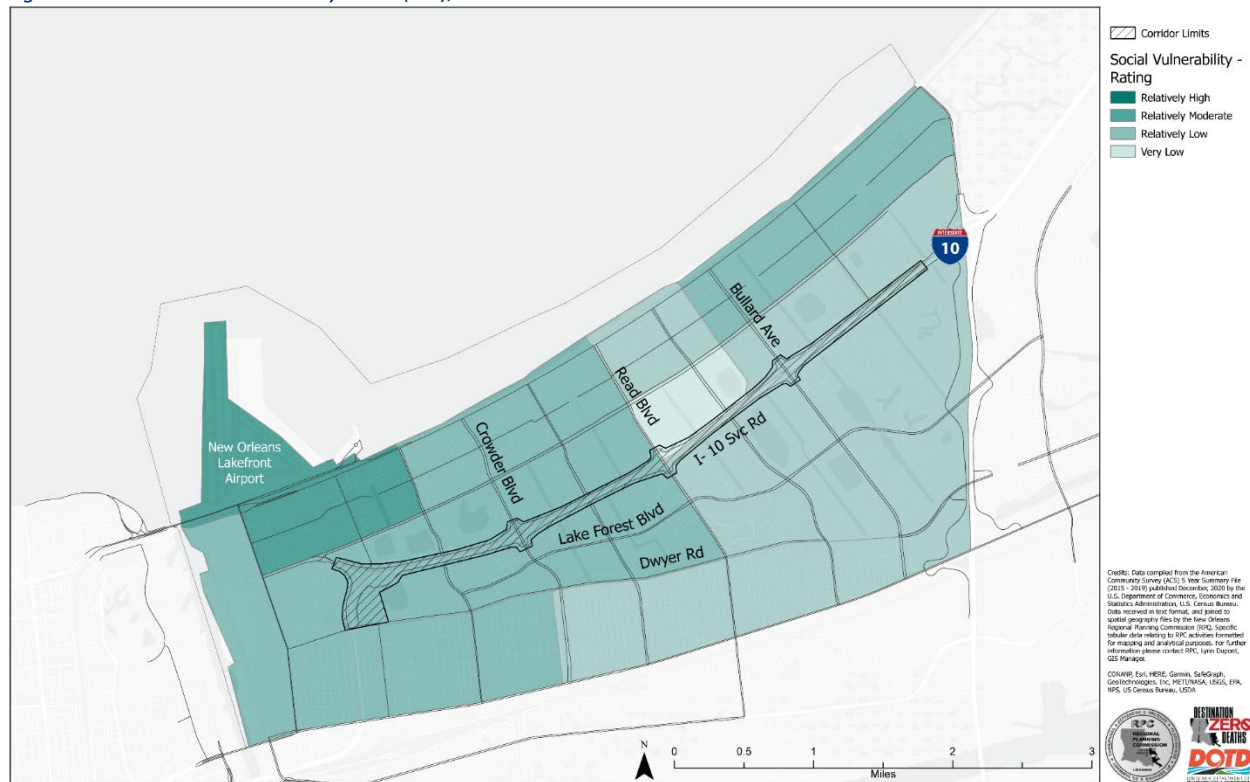 Corridor Limits
Social Vulnerability -
Rating
Relatively High
Relatively Moderate
Relatively Low
Very Low
INTERSTATE
10
Bullard Ave
Read Blvd
I- 10 Svc Rd
Crowder Blvd
New Orleans
Lakefront
Airport
Lake Forest Blvd
Dwyer Rd
Credits: Data compiled from the American
Community Survey (ACS) 5 Year Summary File
(2015 - 2019) published December, 2020 by the
U.S. Department of Commerce, Economics and
Statistics Administration, U.S. Census Bureau.
Data received in text format, and joined to
spatial geography files by the New Orleans
Regional Planning Commission (RPC). Specific
tabular data relating to RPC activities formatted
for mapping and analytical purposes. For further
information please contact RPC, Lynn Dupont,
GIS Manager.
CONANP, Esri, HERE, Garmin, SafeGraph,
GeoTechnologies, Inc, METI/NASA, USGS, EPA,
NPS, US Census Bureau, USDA
N
0 0.5 1 2 3
Miles
RPC
REGIONAL
PLANNING
COMMISSION
DESTINATION
ZERO
DEATHS
DOTD